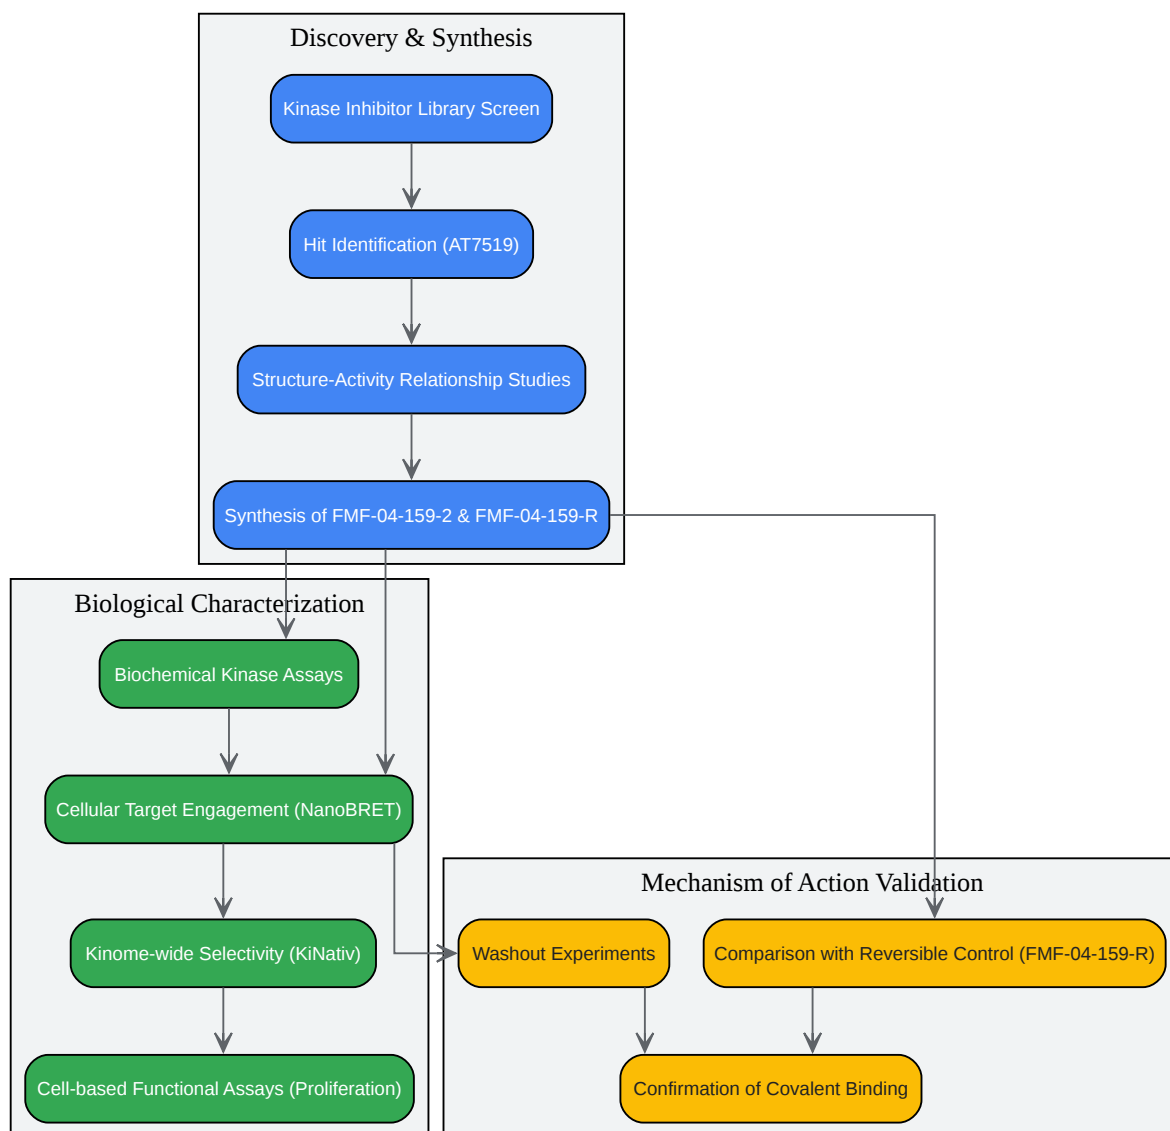 Discovery & Synthesis
Kinase Inhibitor Library Screen
Hit Identification (AT7519)
Structure-Activity Relationship Studies
Synthesis of FMF-04-159-2 & FMF-04-159-R
Biological Characterization
Biochemical Kinase Assays
Cellular Target Engagement (NanoBRET)
Kinome-wide Selectivity (KiNativ)
Cell-based Functional Assays (Proliferation)
Mechanism of Action Validation
Washout Experiments
Comparison with Reversible Control (FMF-04-159-R)
Confirmation of Covalent Binding